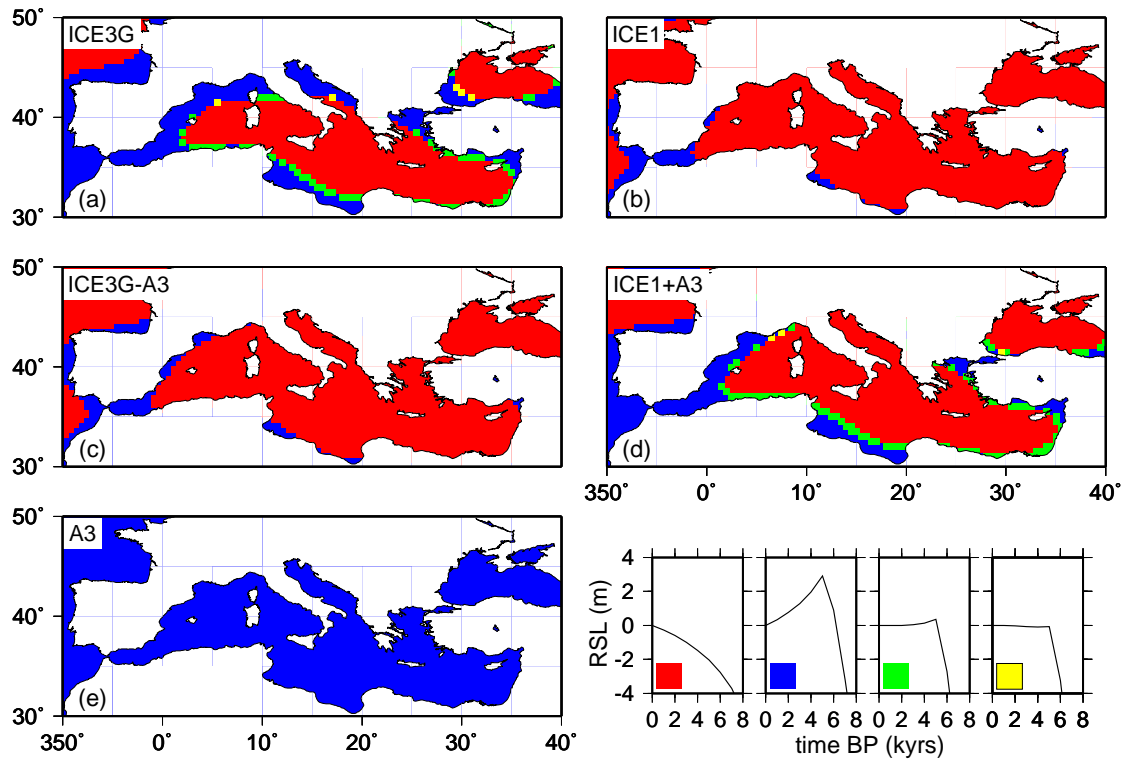 50° ICE3G ICE1
40°
30° (a) (b)
50° ICE3G-A3 ICE1+A3
40°
30° (c) (d)
350° 0° 10° 20° 30° 40°
50° A3
40°
30° (e)
350° 0° 10° 20° 30° 40°
RSL (m)
4
2
0
-2
-4
0 2 4 6 8 0 2 4 6 8 0 2 4 6 8 0 2 4 6 8
time BP (kyrs)